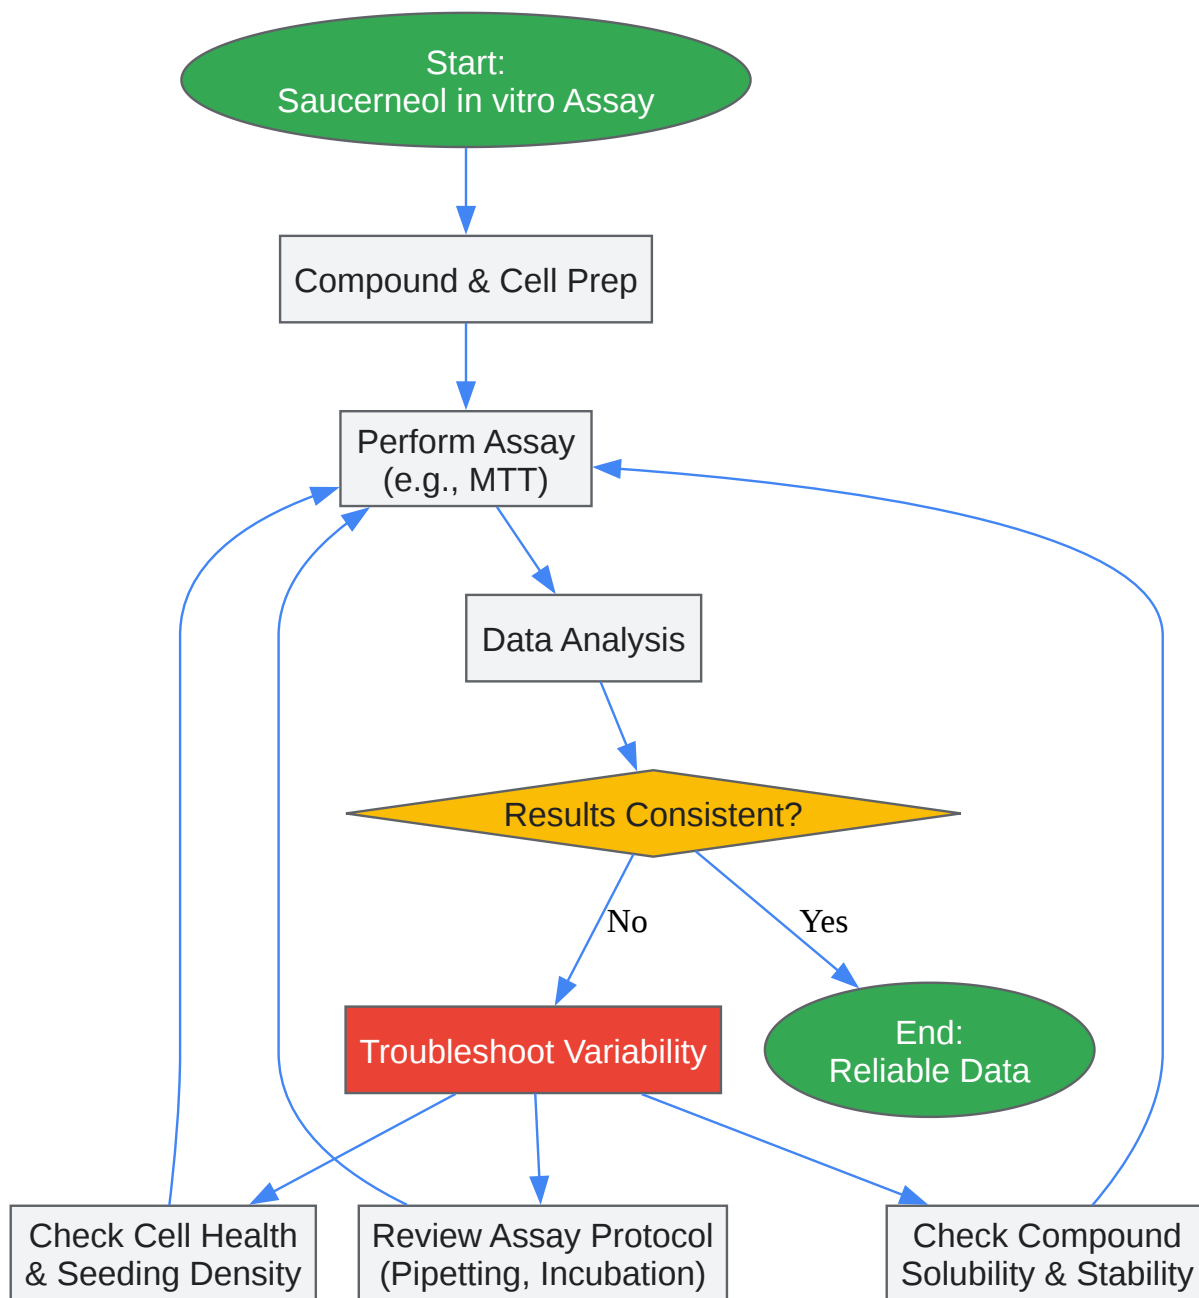 Start:
Saucerneol in vitro Assay
Compound & Cell Prep
Perform Assay
(e.g., MTT)
Data Analysis
Results Consistent?
No
Yes
Troubleshoot Variability
End:
Reliable Data
Check Cell Health
& Seeding Density
Review Assay Protocol
(Pipetting, Incubation)
Check Compound
Solubility & Stability